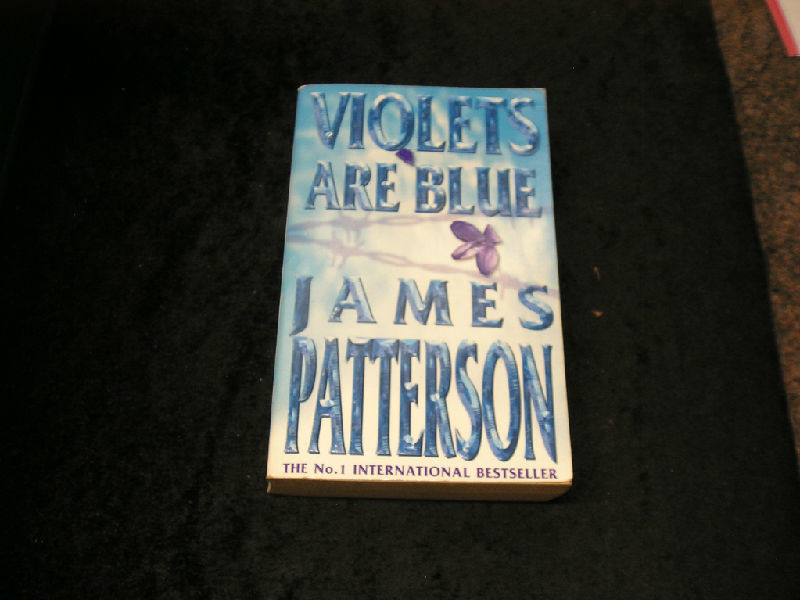 VIOLETS
ARE BLUE
JAMES
PATTERSON
THE No.1 INTERNATIONAL BESTSELLER